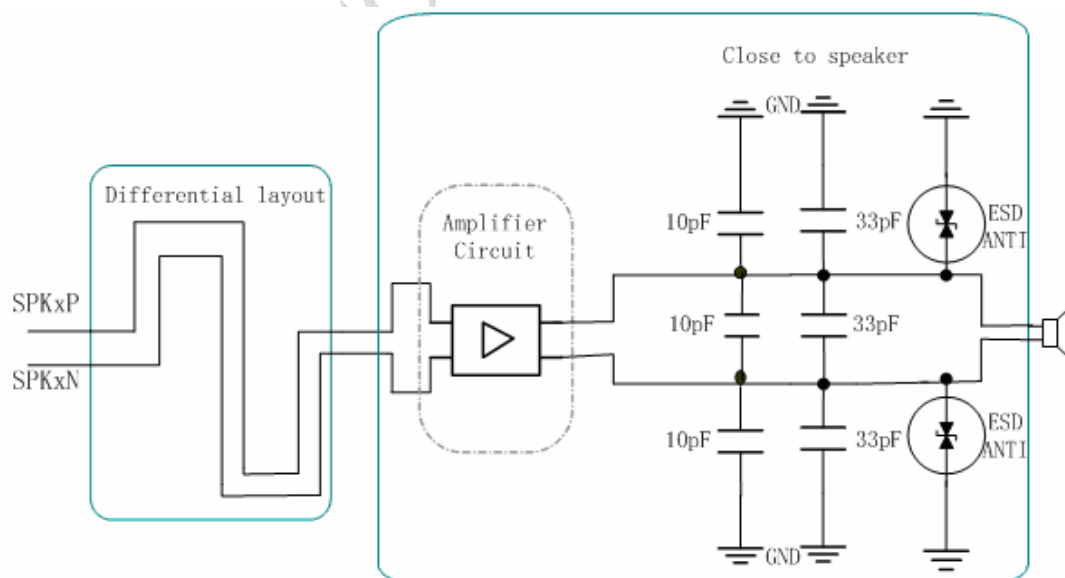 Close to speaker
GND
Differential layout
Amplifier
Circuit
10pF
33pF
ESD
ANTI
SPKxP
SPKxN
10pF
33pF
10pF
33pF
ESD
ANTI
GND